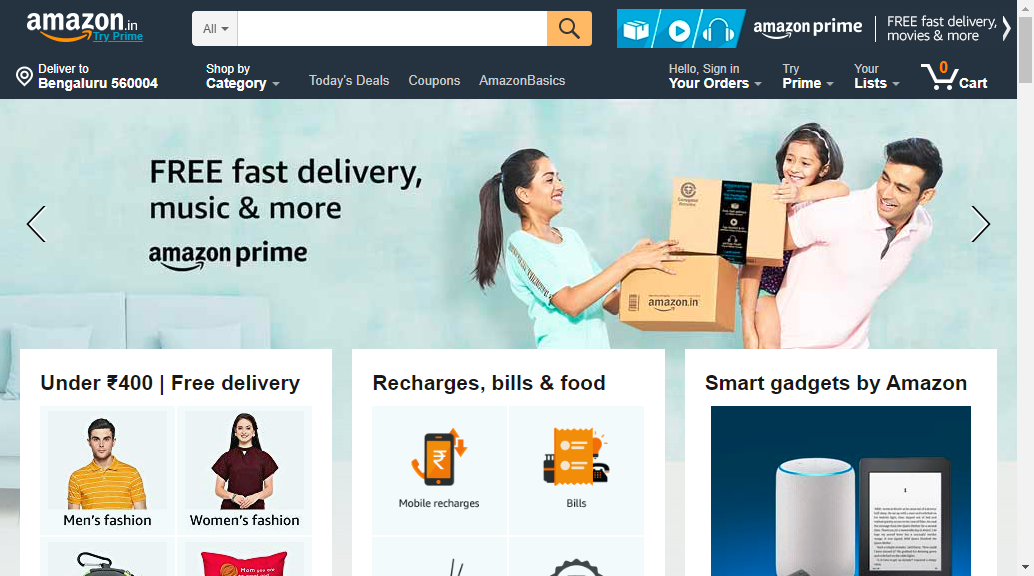 amazon.in
Try Prime
All
amazon prime
FREE fast delivery,
movies & more
Deliver to
Bengaluru 560004
Shop by
Category
Today's Deals
Coupons
AmazonBasics
Hello, Sign in
Your Orders
Try
Prime
Your
Lists
0
Cart
FREE fast delivery,
music & more
amazon prime
amazon.in
Under ₹400 | Free delivery
Men's fashion
Women's fashion
Recharges, bills & food
₹
Mobile recharges
Bills
Smart gadgets by Amazon